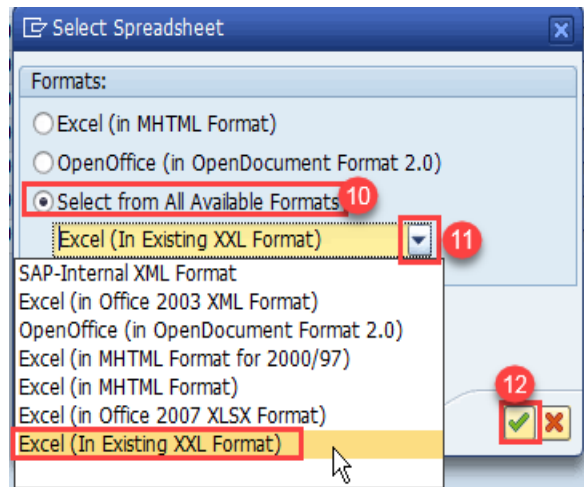 Select Spreadsheet
Formats:
Excel (in MHTML Format)
OpenOffice (in OpenDocument Format 2.0)
Select from All Available Formats 10
Excel (In Existing XXL Format) 11
SAP-Internal XML Format
Excel (in Office 2003 XML Format)
OpenOffice (in OpenDocument Format 2.0)
Excel (in MHTML Format for 2000/97)
Excel (in MHTML Format)
12
Excel (in Office 2007 XLSX Format)
Excel (In Existing XXL Format)